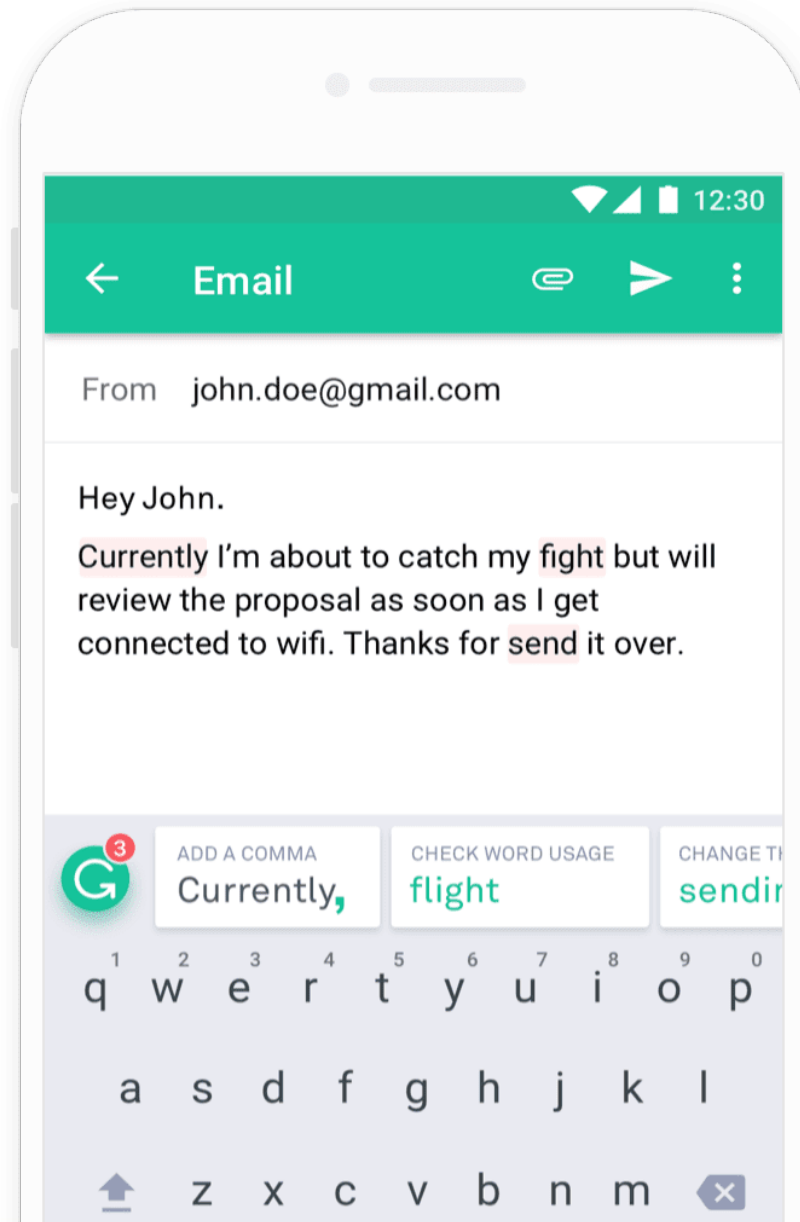 12:30
Email
From john.doe@gmail.com
Hey John.
Currently I’m about to catch my fight but will
review the proposal as soon as I get
connected to wifi. Thanks for send it over.
3
ADD A COMMA CHECK WORD USAGE CHANGE
Currently, flight
1 2 3 4 5 6 7 8 9 0
q w e r t y u i o p
a s d f g h j k l
z x c v b n m